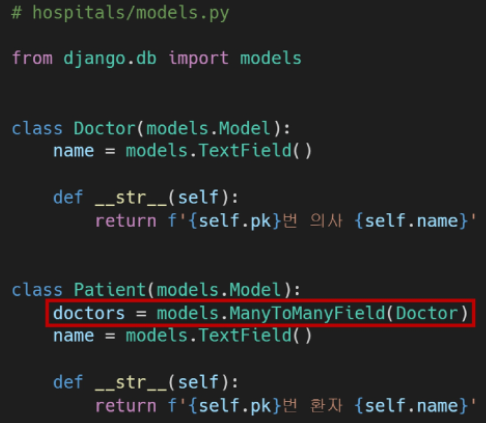 # hospitals/models.py
from django.db import models
class Doctor(models.Model):
    name = models.TextField()
    def __str__(self):
        return f'{self.pk}번 의사 {self.name}'
class Patient(models.Model):
    doctors = models.ManyToManyField(Doctor)
    name = models.TextField()
    def __str__(self):
        return f'{self.pk}번 환자 {self.name}'